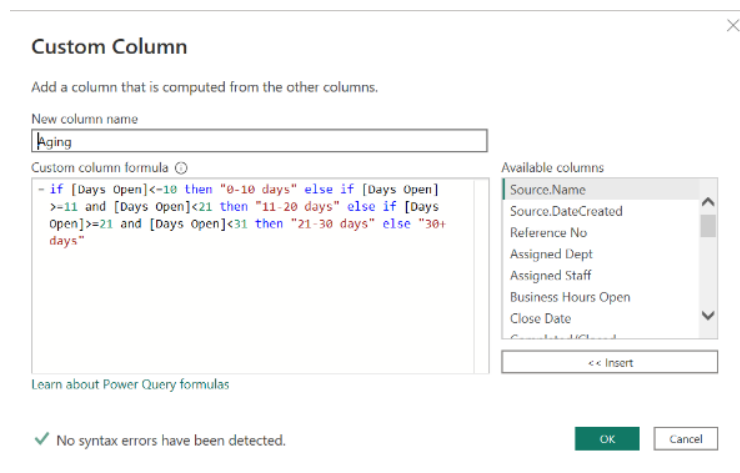 Custom Column
Add a column that is computed from the other columns.
New column name
Aging
Custom column formula
= if [Days Open]<=10 then "0-10 days" else if [Days Open]
>=11 and [Days Open]<21 then "11-20 days" else if [Days
Open]>=21 and [Days Open]<31 then "21-30 days" else "30+
days"
Available columns
Source.Name
Source.DateCreated
Reference No
Assigned Dept
Assigned Staff
Business Hours Open
Close Date
<< Insert
Learn about Power Query formulas
No syntax errors have been detected.
OK
Cancel